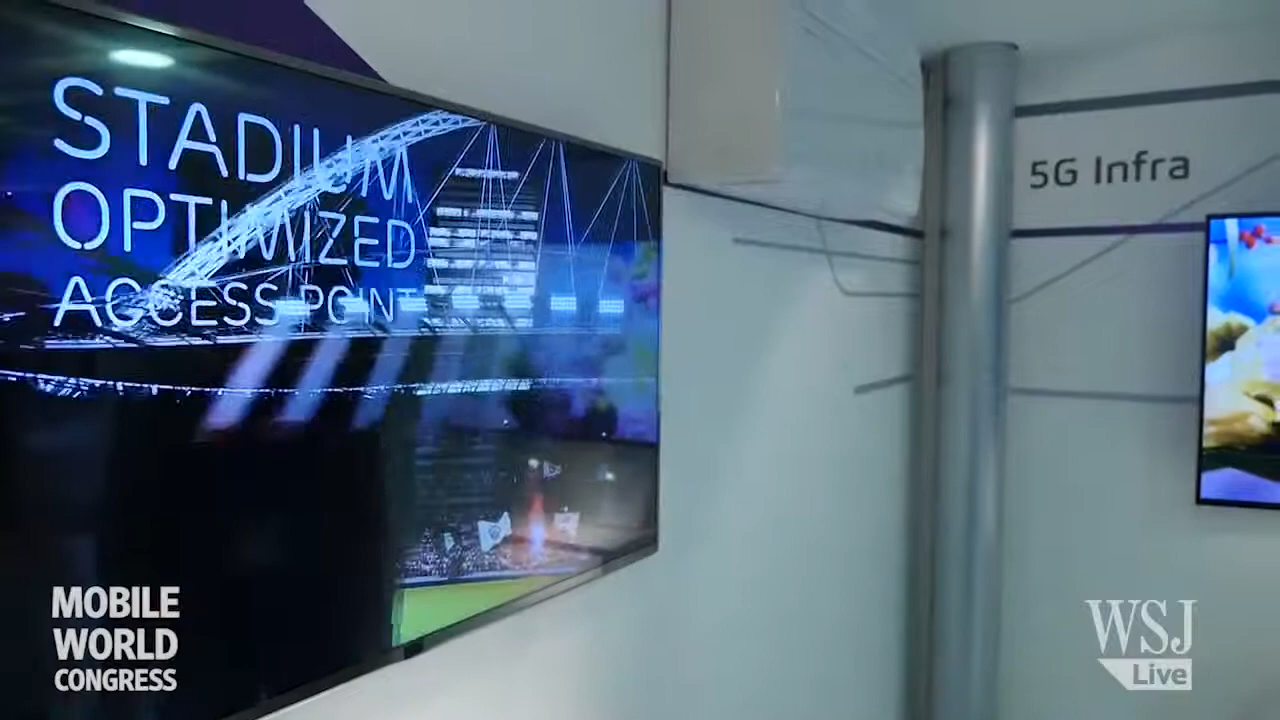 STADIUM
OPTIMIZED
ACCESS POINT
5G Infra
MOBILE
WORLD
CONGRESS
WSJ
Live